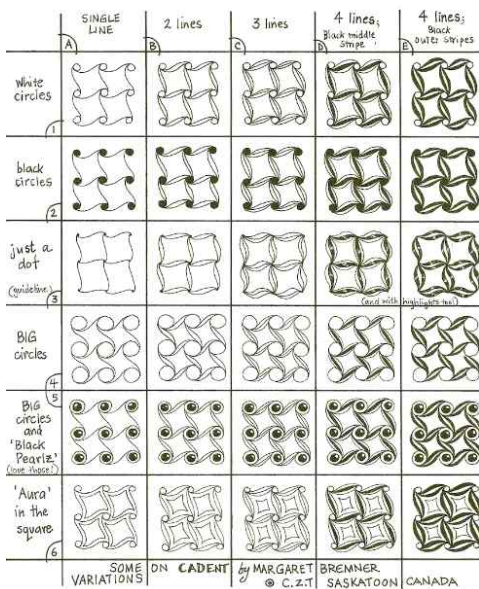 SINGLE
LINE
2 lines
3 lines
4 lines;
Black middle
stripe
4 lines;
Black
outer stripes
A
B
C
D
E
White
circles
1
black
circles
2
just a
dot
(guideline)
3
(and with highlights too!)
BIG
circles
4
5
BIG
circles
and
'Black
Pearlz'
(love those!)
'Aura'
in the
square
6
SOME
VARIATIONS
ON CADENT
by MARGARET BREMNER
C.Z.T
SASKATOON CANADA